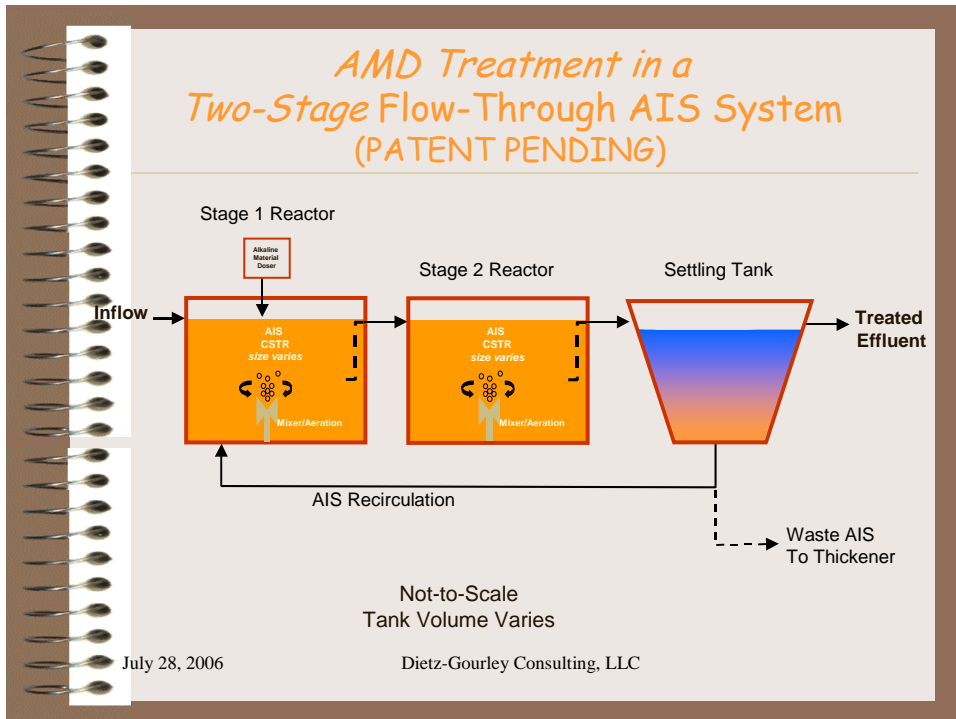 AMD Treatment in a
Two-Stage Flow-Through AIS System
(PATENT PENDING)
Stage 1 Reactor
Alkaline
Material
Doser
Stage 2 Reactor
Settling Tank
Inflow
AIS
CSTR
size varies
Mixer/Aeration
AIS
CSTR
size varies
Mixer/Aeration
Treated
Effluent
AIS Recirculation
Waste AIS
To Thickener
Not-to-Scale
Tank Volume Varies
July 28, 2006
Dietz-Gourley Consulting, LLC